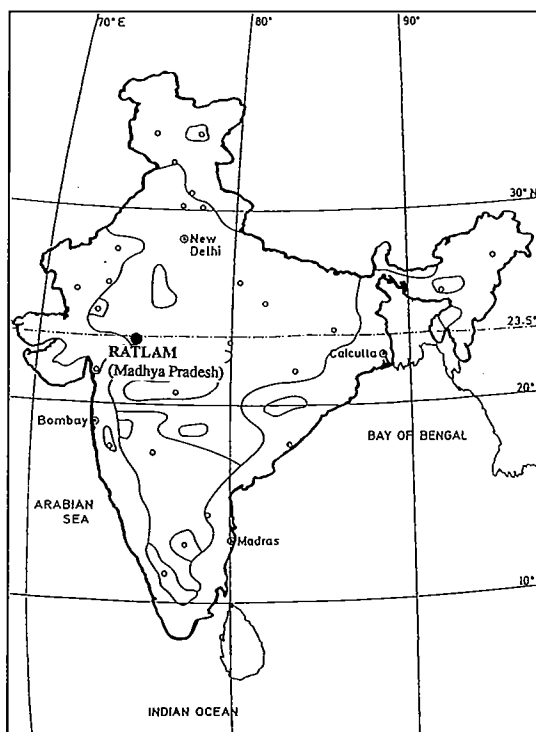 70° E
80°
90°
30° N
New
Delhi
23.5°
RATLAM
(Madhya Pradesh)
Calculla
20°
Bombay
BAY OF BENGAL
ARABIAN
SEA
Madras
10°
INDIAN OCEAN